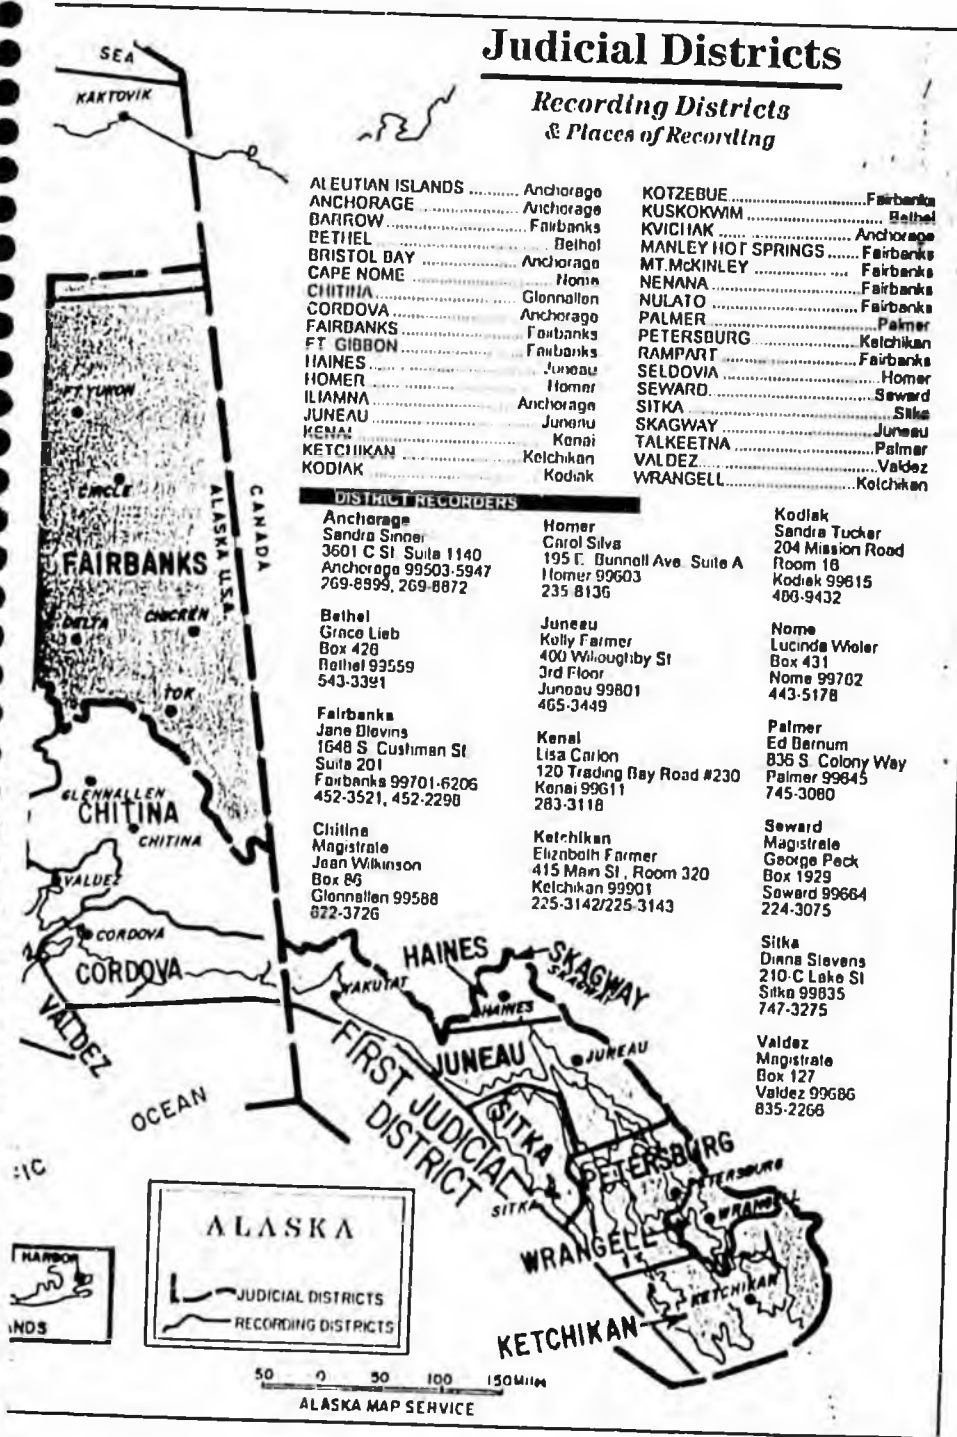 Judicial Districts
Recording Districts
& Places of Recording
ALEUTIAN ISLANDS .......... Anchorage
ANCHORAGE .................... Anchorage
BARROW .......................... Fairbanks
BETHEL ............................ Bethel
BRISTOL BAY .................... Anchorage
CAPE NOME ..................... Nome
CHITINA ........................... Glennallen
CORDOVA ........................ Anchorage
FAIRBANKS ...................... Fairbanks
FT GIBBON ....................... Fairbanks
HAINES ............................ Juneau
HOMER ............................ Homer
ILIAMNA ........................... Anchorage
JUNEAU ........................... Juneau
KENAI .............................. Kenai
KETCHIKAN ..................... Ketchikan
KODIAK ............................ Kodiak
KOTZEBUE ....................... Fairbanks
KUSKOKWIM .................... Bethel
KVICHAK .......................... Anchorage
MANLEY HOT SPRINGS ....... Fairbanks
MT.McKINLEY ................... Fairbanks
NENANA ........................... Fairbanks
NULATO ........................... Fairbanks
PALMER ........................... Palmer
PETERSBURG ................... Ketchikan
RAMPART ......................... Fairbanks
SELDOVIA ........................ Homer
SEWARD .......................... Seward
SITKA .............................. Sitka
SKAGWAY ........................ Juneau
TALKEETNA ..................... Palmer
VALDEZ ............................ Valdez
WRANGELL ...................... Ketchikan
DISTRICT RECORDERS
Anchorage
Sandra Sinner
3601 C St Suite 1140
Anchorage 99503-5947
269-8999, 269-8872
Bethel
Grace Lieb
Box 426
Bethel 99559
543-3391
Fairbanks
Jane Blevins
1648 S Cushman St
Suite 201
Fairbanks 99701-6206
452-3521, 452-2298
Chitina
Magistrate
Joan Wilkinson
Box 86
Glennallen 99588
822-3726
Homer
Carol Silva
195 E. Bunnell Ave Suite A
Homer 99603
235 8136
Juneau
Kelly Farmer
400 Willoughby St
3rd Floor
Juneau 99801
465-3449
Kenai
Lisa Carlon
120 Trading Bay Road #230
Kenai 99611
283-3118
Ketchikan
Elizabeth Farmer
415 Main St, Room 320
Ketchikan 99901
225-3142/225-3143
Kodiak
Sandra Tucker
204 Mission Road
Room 16
Kodiak 99615
486-9432
Nome
Lucinda Wieler
Box 431
Nome 99762
443-5178
Palmer
Ed Barnum
836 S Colony Way
Palmer 99645
745-3080
Seward
Magistrate
George Peck
Box 1929
Seward 99664
224-3075
Sitka
Diana Stevens
210-C Lake St
Sitka 99835
747-3275
Valdez
Magistrate
Box 127
Valdez 99686
835-2266
SEA
KAKTOVIK
FT YUKON
CIRCLE
ALASKA U.S.A.
CANADA
FAIRBANKS
DELTA
CHICKEN
TOK
GLENNALLEN
CHITINA
CHITINA
VALDEZ
CORDOVA
CORDOVA
VALDEZ
YAKUTAT
HAINES
SKAGWAY
SKAGWAY
HAINES
JUNEAU
JUNEAU
FIRST JUDICIAL
DISTRICT
SITKA
SITKA
OCEAN
IC
PETERSBURG
PETERSBURG
WRANGELL
WRANGELL
KETCHIKAN
KETCHIKAN
HARBOR
NDS
ALASKA
JUDICIAL DISTRICTS
RECORDING DISTRICTS
50 0 50 100 150 Miles
ALASKA MAP SERVICE